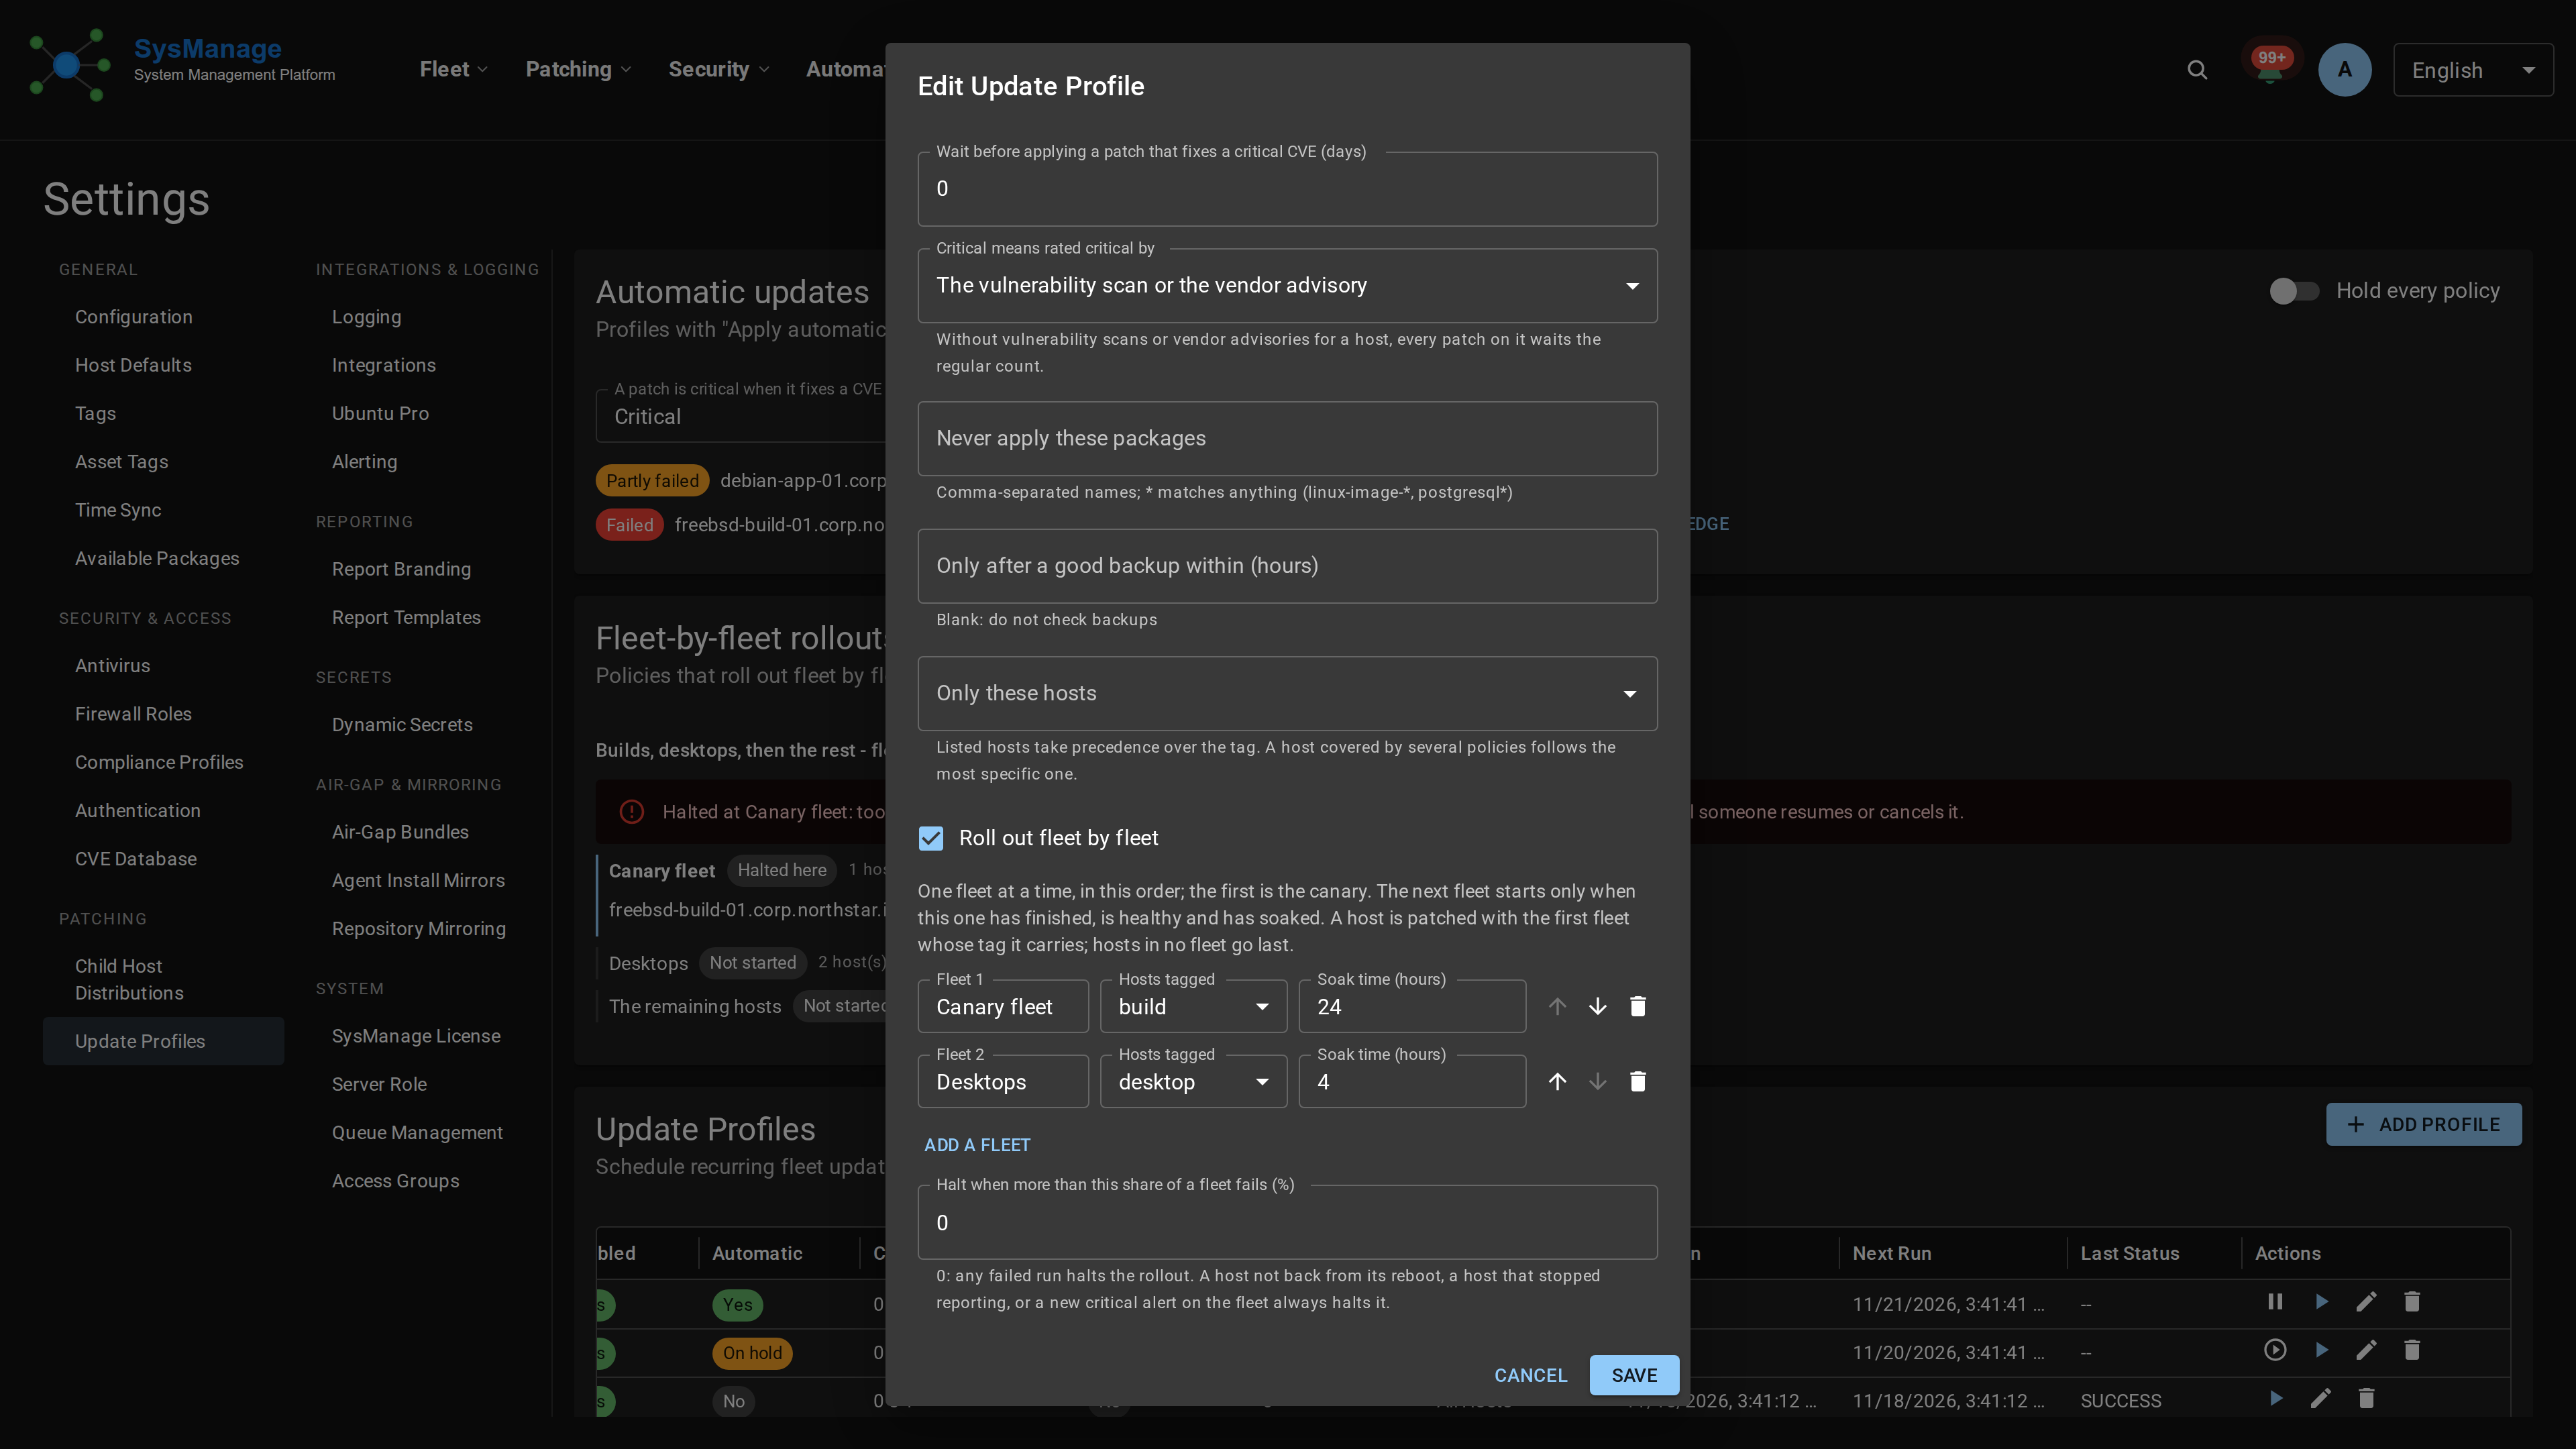 SysManage
System Management Platform
Fleet
Patching
Security
99+
A
English
Settings
GENERAL
Configuration
Host Defaults
Tags
Asset Tags
Time Sync
Available Packages
SECURITY & ACCESS
Antivirus
Firewall Roles
Compliance Profiles
Authentication
CVE Database
PATCHING
Child Host
Distributions
Update Profiles
INTEGRATIONS & LOGGING
Logging
Integrations
Ubuntu Pro
Alerting
REPORTING
Report Branding
Report Templates
SECRETS
Dynamic Secrets
AIR-GAP & MIRRORING
Air-Gap Bundles
Agent Install Mirrors
Repository Mirroring
SYSTEM
SysManage License
Server Role
Queue Management
Access Groups
Automatic updates
Profiles with "Apply automatic
Hold every policy
A patch is critical when it fixes a CVE
Critical
Partly failed debian-app-01.corp
Failed freebsd-build-01.corp.no
EDGE
Fleet-by-fleet rollouts
Policies that roll out fleet by fl
Builds, desktops, then the rest - fle
Halted at Canary fleet: too
someone resumes or cancels it.
Canary fleet Halted here 1 hos
freebsd-build-01.corp.northstar.i
Desktops Not started 2 host(s)
The remaining hosts Not started
Update Profiles
Schedule recurring fleet updat
ADD PROFILE
bled Automatic C n Next Run Last Status Actions
s Yes 0 11/21/2026, 3:41:41 ... --
s On hold 0 11/20/2026, 3:41:41 ... --
s No 2026, 3:41:12 ... 11/18/2026, 3:41:12 ... SUCCESS
Edit Update Profile
Wait before applying a patch that fixes a critical CVE (days)
0
Critical means rated critical by
The vulnerability scan or the vendor advisory
Without vulnerability scans or vendor advisories for a host, every patch on it waits the
regular count.
Never apply these packages
Comma-separated names; * matches anything (linux-image-*, postgresql*)
Only after a good backup within (hours)
Blank: do not check backups
Only these hosts
Listed hosts take precedence over the tag. A host covered by several policies follows the
most specific one.
Roll out fleet by fleet
One fleet at a time, in this order; the first is the canary. The next fleet starts only when
this one has finished, is healthy and has soaked. A host is patched with the first fleet
whose tag it carries; hosts in no fleet go last.
Fleet 1 Hosts tagged Soak time (hours)
Canary fleet build 24
Fleet 2 Hosts tagged Soak time (hours)
Desktops desktop 4
ADD A FLEET
Halt when more than this share of a fleet fails (%)
0
0: any failed run halts the rollout. A host not back from its reboot, a host that stopped
reporting, or a new critical alert on the fleet always halts it.
CANCEL
SAVE